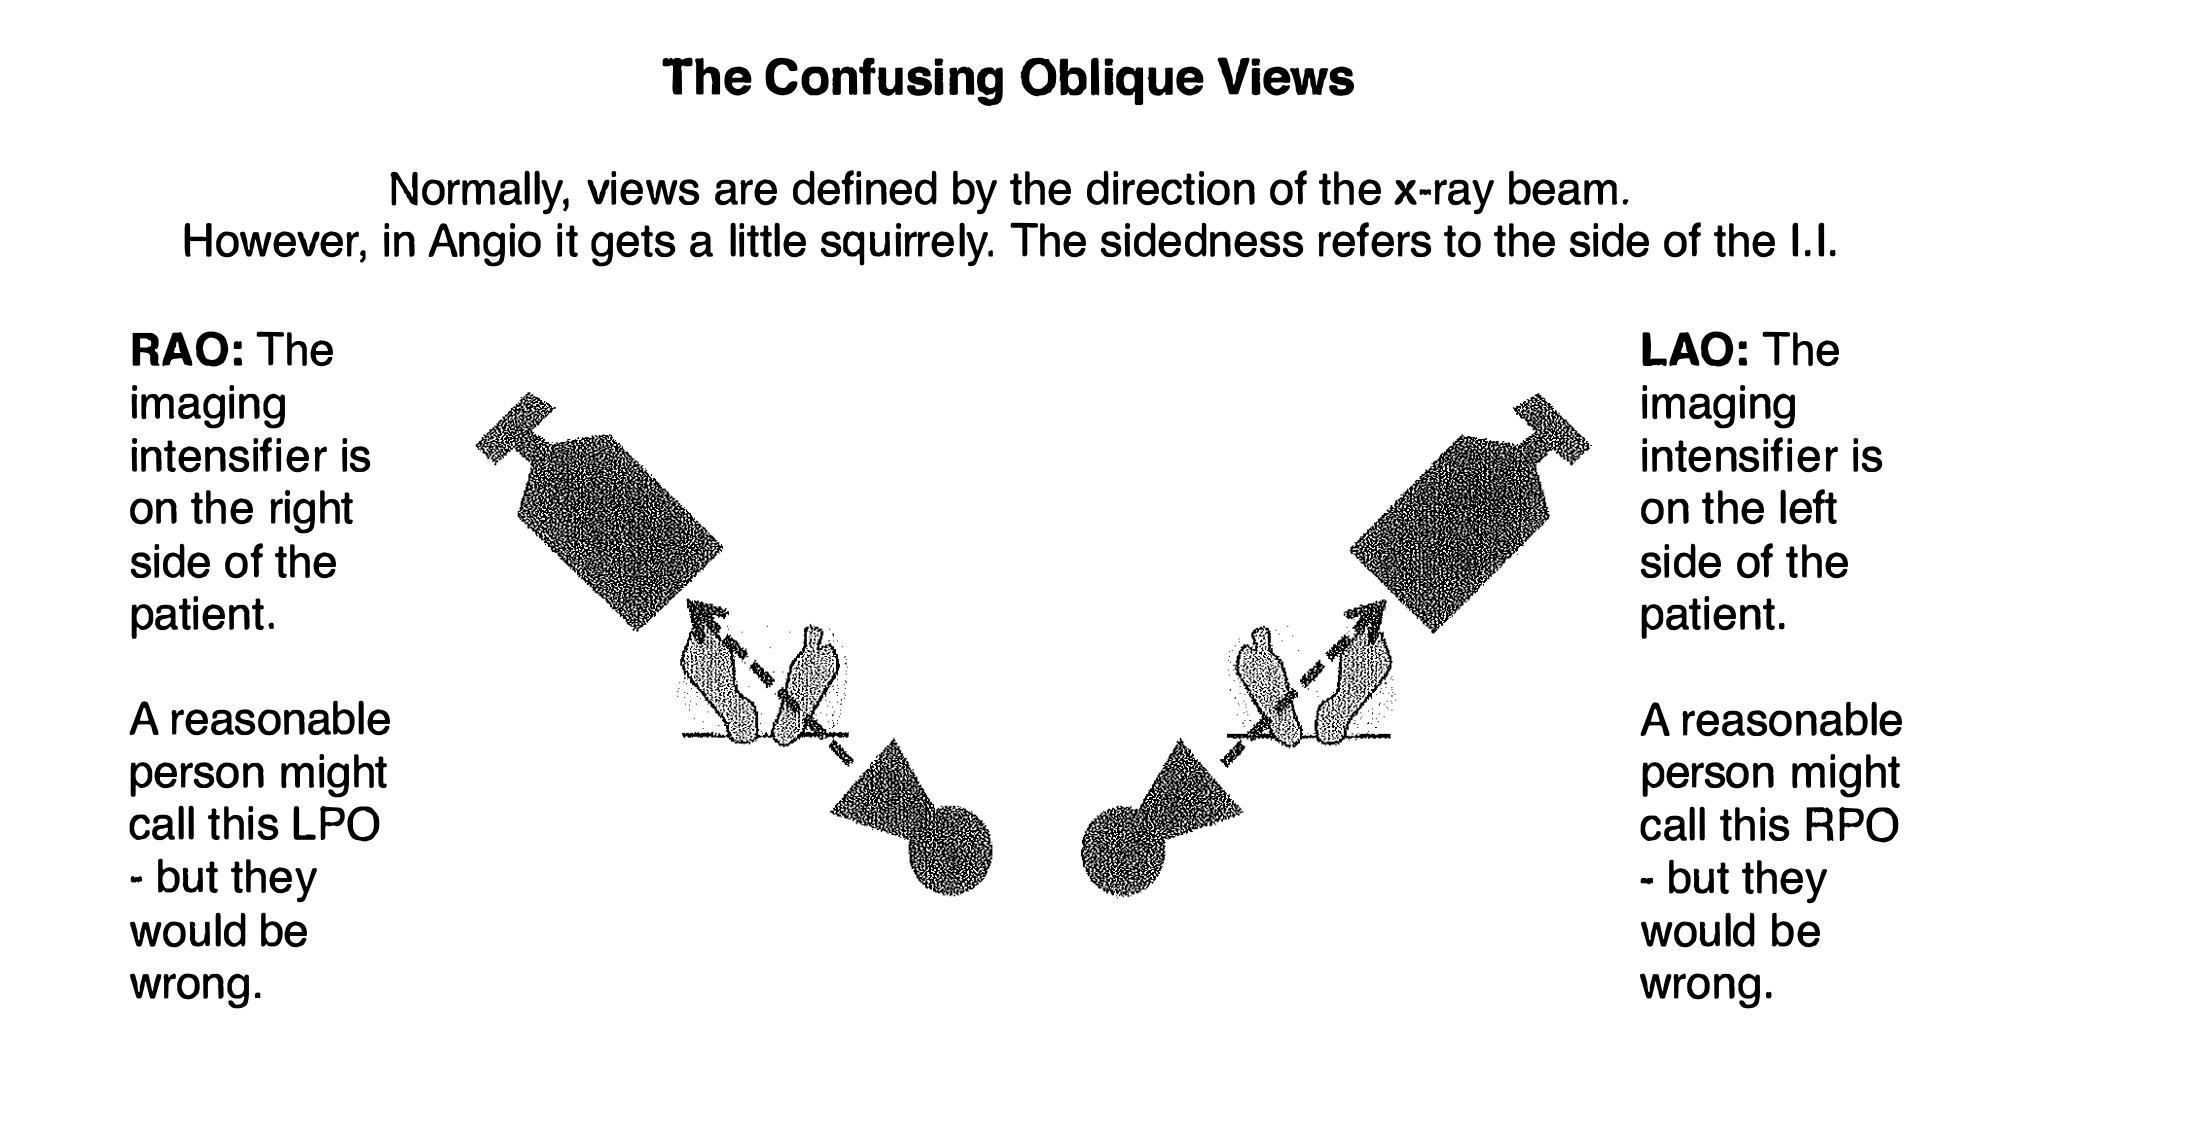 The Confusing Oblique Views
Normally, views are defined by the direction of the x-ray beam.
However, in Angio it gets a little squirrely. The sidedness refers to the side of the I.I.
RAO: The
imaging
intensifier is
on the right
side of the
patient.
A reasonable
person might
call this LPO
- but they
would be
wrong.
LAO: The
imaging
intensifier is
on the left
side of the
patient.
A reasonable
person might
call this RPO
- but they
would be
wrong.